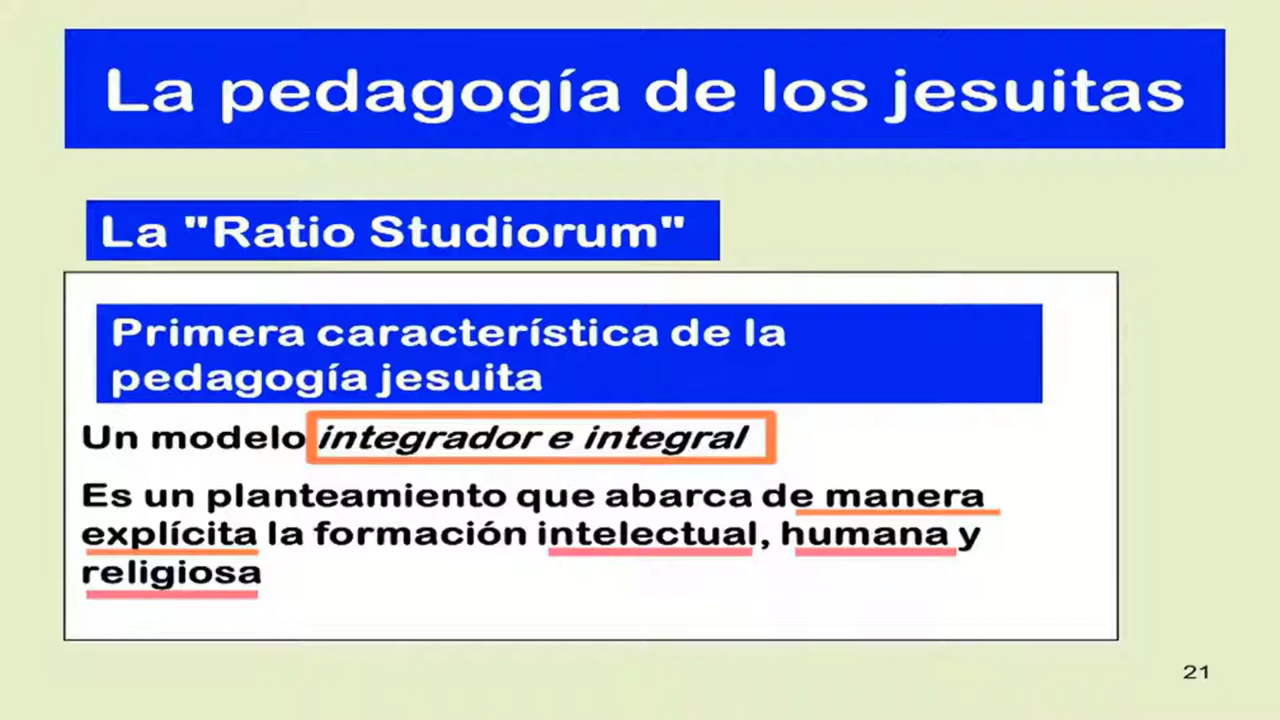 La pedagogía de los jesuitas
La "Ratio Studiorum"
Primera característica de la
pedagogía jesuita
Un modelo integrador e integral
Es un planteamiento que abarca de manera
explícita la formación intelectual, humana y
religiosa
21